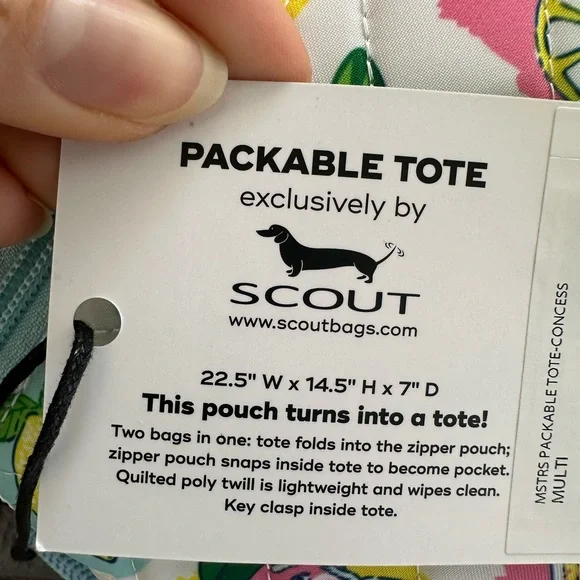 PACKABLE TOTE
exclusively by
SCOUT
www.scoutbags.com
22.5" W x 14.5" H x 7" D
This pouch turns into a tote!
Two bags in one: tote folds into the zipper pouch;
zipper pouch snaps inside tote to become pocket.
Quilted poly twill is lightweight and wipes clean.
Key clasp inside tote.
MSTRS PACKABLE TOTE-CONCESS
MULTI